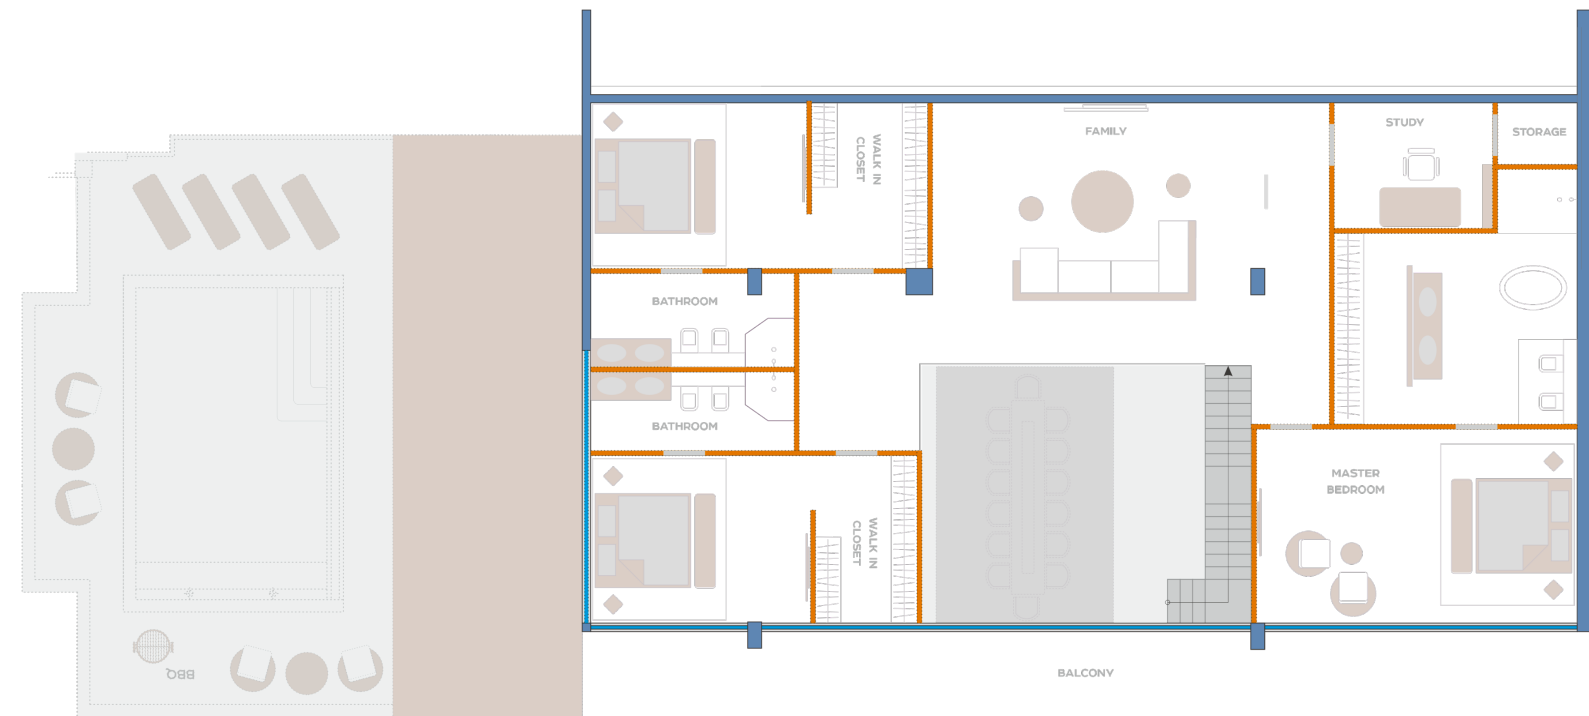 FAMILY
STUDY
STORAGE
WALK IN
CLOSET
BATHROOM
BATHROOM
MASTER
BEDROOM
WALK IN
CLOSET
BBQ
BALCONY